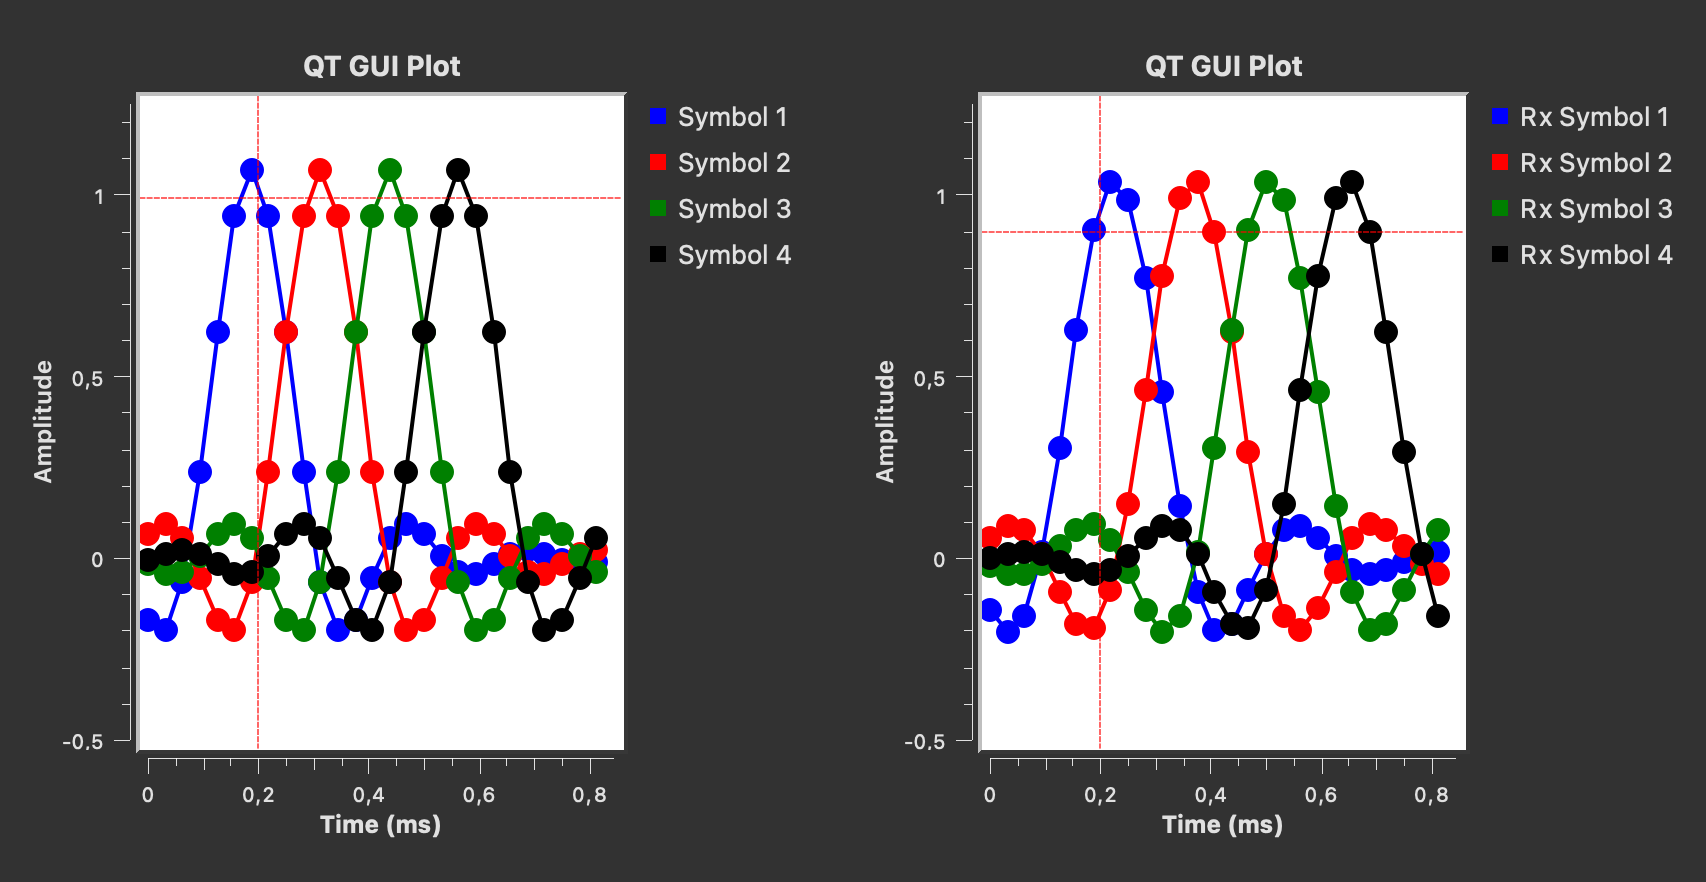 QT GUI Plot
Symbol 1
Symbol 2
Symbol 3
Symbol 4
Amplitude
1
0,5
0
-0,5
0
0,2
0,4
0,6
0,8
Time (ms)
QT GUI Plot
Rx Symbol 1
Rx Symbol 2
Rx Symbol 3
Rx Symbol 4
Amplitude
1
0,5
0
-0,5
0
0,2
0,4
0,6
0,8
Time (ms)